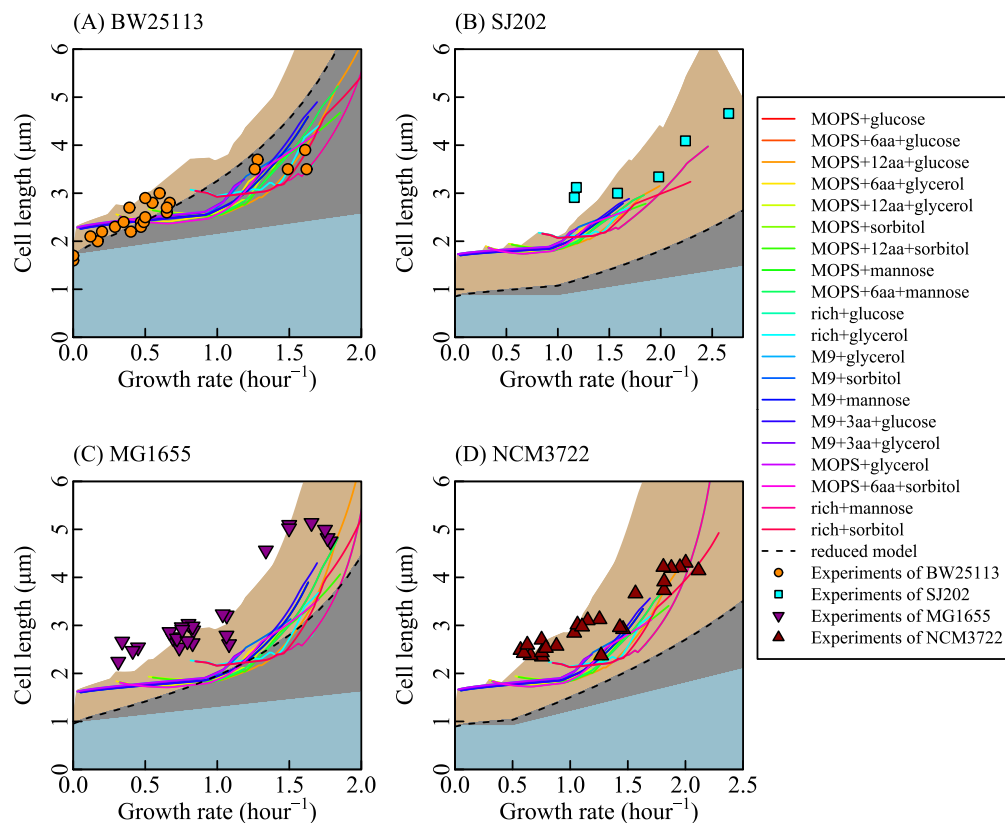 (A) BW25113
Cell length (μm)
0 1 2 3 4 5 6
0.0 0.5 1.0 1.5 2.0
Growth rate (hour⁻¹)
(B) SJ202
Cell length (μm)
0 1 2 3 4 5 6
0.0 0.5 1.0 1.5 2.0 2.5
Growth rate (hour⁻¹)
(C) MG1655
Cell length (μm)
0 1 2 3 4 5 6
0.0 0.5 1.0 1.5 2.0
Growth rate (hour⁻¹)
(D) NCM3722
Cell length (μm)
0 1 2 3 4 5 6
0.0 0.5 1.0 1.5 2.0 2.5
Growth rate (hour⁻¹)
MOPS+glucose
MOPS+6aa+glucose
MOPS+12aa+glucose
MOPS+6aa+glycerol
MOPS+12aa+glycerol
MOPS+sorbitol
MOPS+12aa+sorbitol
MOPS+mannose
MOPS+6aa+mannose
rich+glucose
rich+glycerol
M9+glycerol
M9+sorbitol
M9+mannose
M9+3aa+glucose
M9+3aa+glycerol
MOPS+glycerol
MOPS+6aa+sorbitol
rich+mannose
rich+sorbitol
reduced model
Experiments of BW25113
Experiments of SJ202
Experiments of MG1655
Experiments of NCM3722